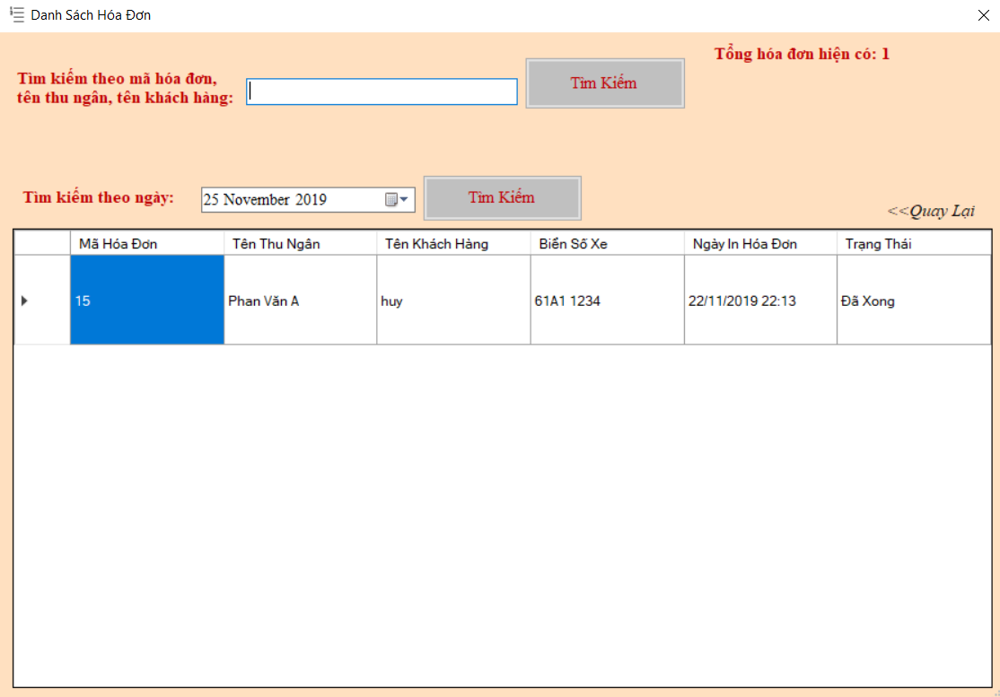 Danh Sách Hóa Đơn
Tổng hóa đơn hiện có: 1
Tìm kiếm theo mã hóa đơn,
tên thu ngân, tên khách hàng:
Tìm Kiếm
Tìm kiếm theo ngày:
25 November 2019
Tìm Kiếm
<<Quay Lại
Mã Hóa Đơn Tên Thu Ngân Tên Khách Hàng Biển Số Xe Ngày In Hóa Đơn Trạng Thái
15 Phan Văn A huy 61A1 1234 22/11/2019 22:13 Đã Xong